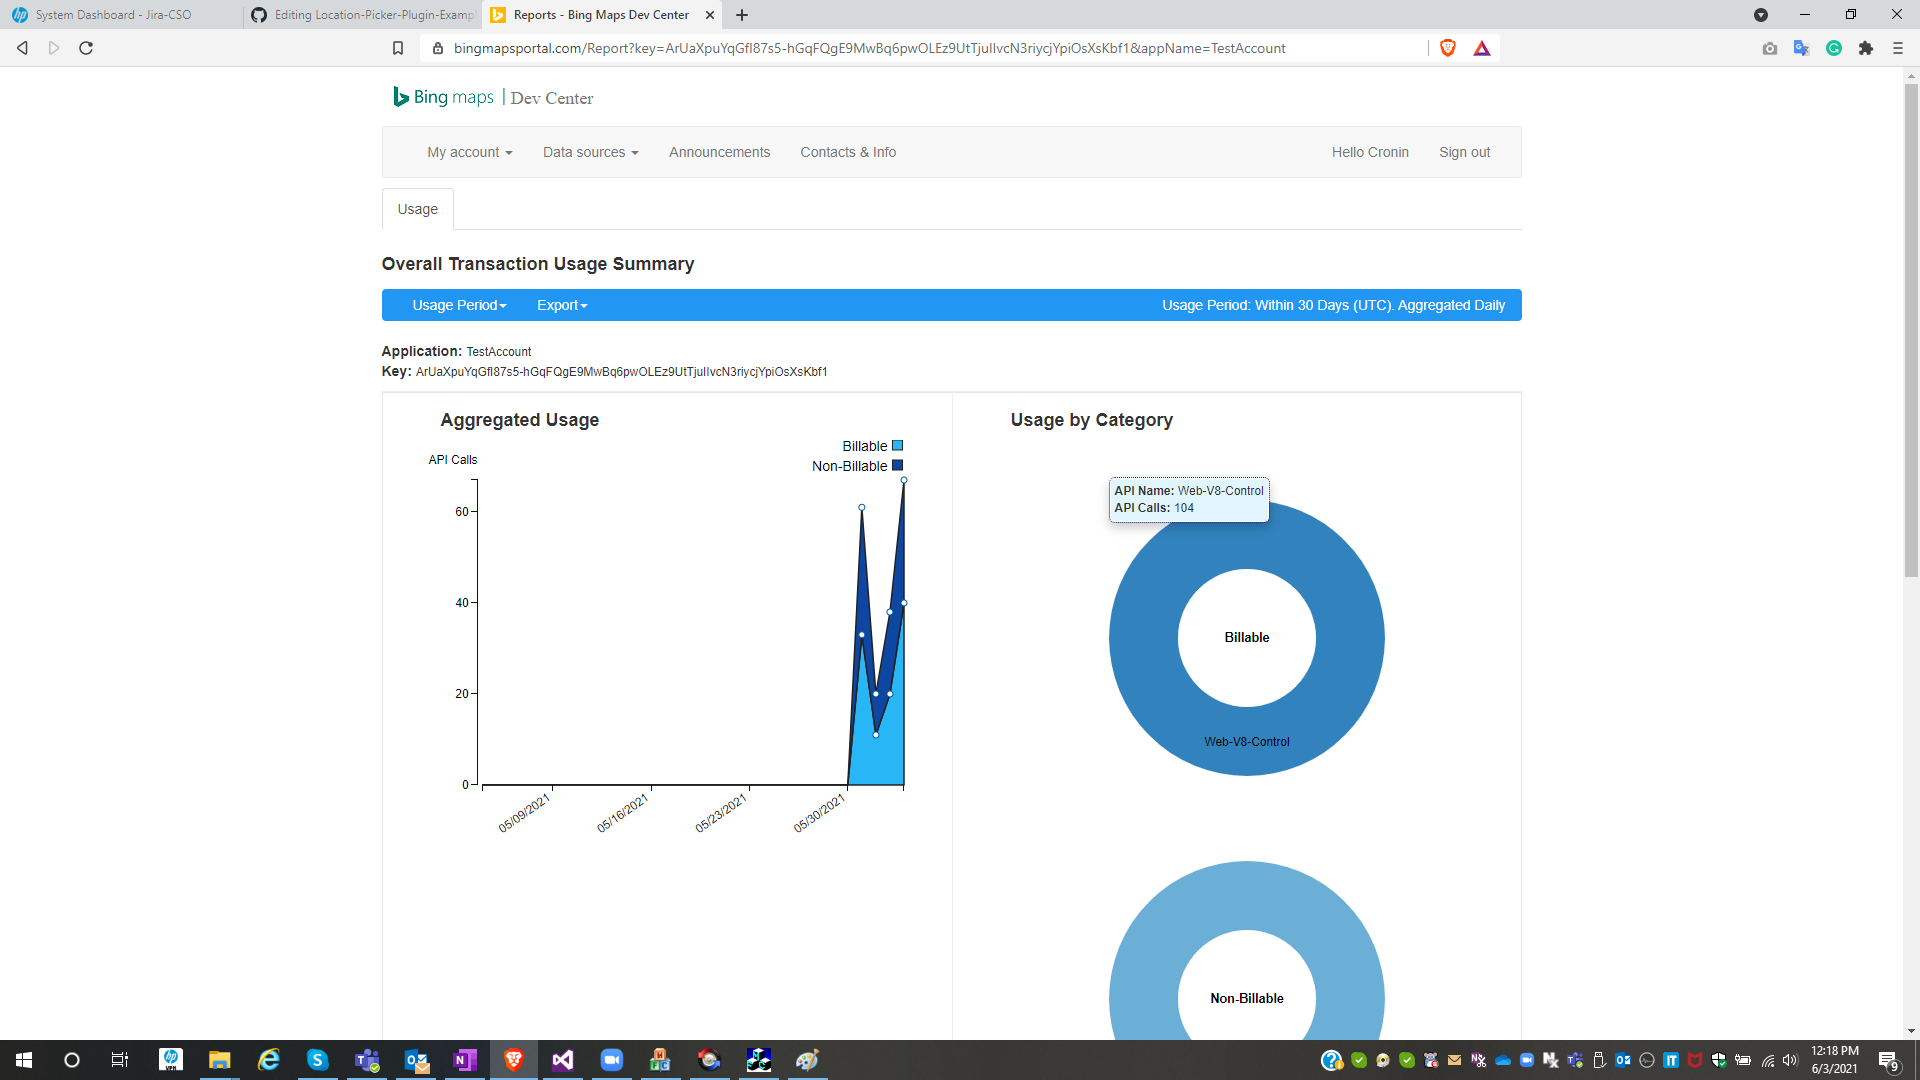 System Dashboard - Jira-CSO
Editing Location-Picker-Plugin-Examp
Reports - Bing Maps Dev Center
bingmapsportal.com/Report?key=ArUaXpuYqGfI87s5-hGqFQgE9MwBq6pwOLEz9UtTjuIIvcN3riycjYpiOsXsKbf1&appName=TestAccount
Bing maps | Dev Center
My account
Data sources
Announcements
Contacts & Info
Hello Cronin
Sign out
Usage
Overall Transaction Usage Summary
Usage Period
Export
Usage Period: Within 30 Days (UTC). Aggregated Daily
Application: TestAccount
Key: ArUaXpuYqGfI87s5-hGqFQgE9MwBq6pwOLEz9UtTjuIIvcN3riycjYpiOsXsKbf1
Aggregated Usage
Billable
Non-Billable
API Calls
60
40
20
0
05/09/2021
05/16/2021
05/23/2021
05/30/2021
Usage by Category
API Name: Web-V8-Control
API Calls: 104
Billable
Web-V8-Control
Non-Billable
12:18 PM
6/3/2021
9